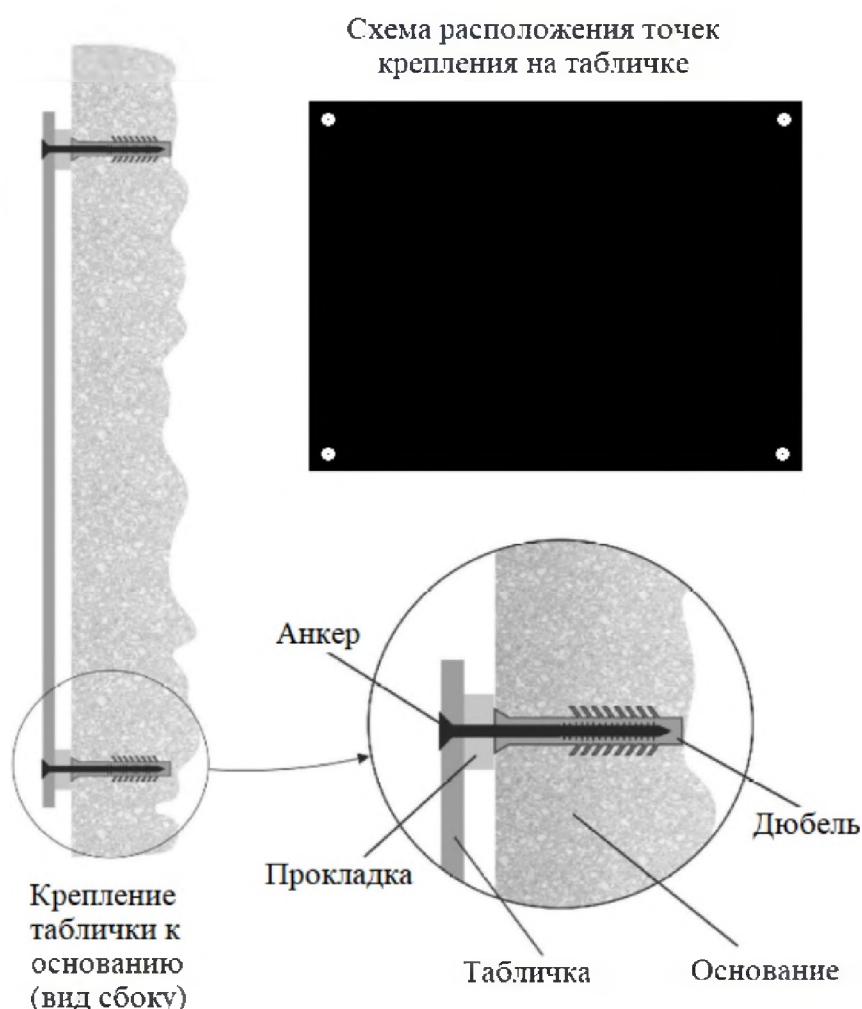 Схема расположения точек
крепления на табличке
Анкер
Дюбель
Прокладка
Крепление
таблички к
основанию
(вид сбоку)
Табличка
Основание